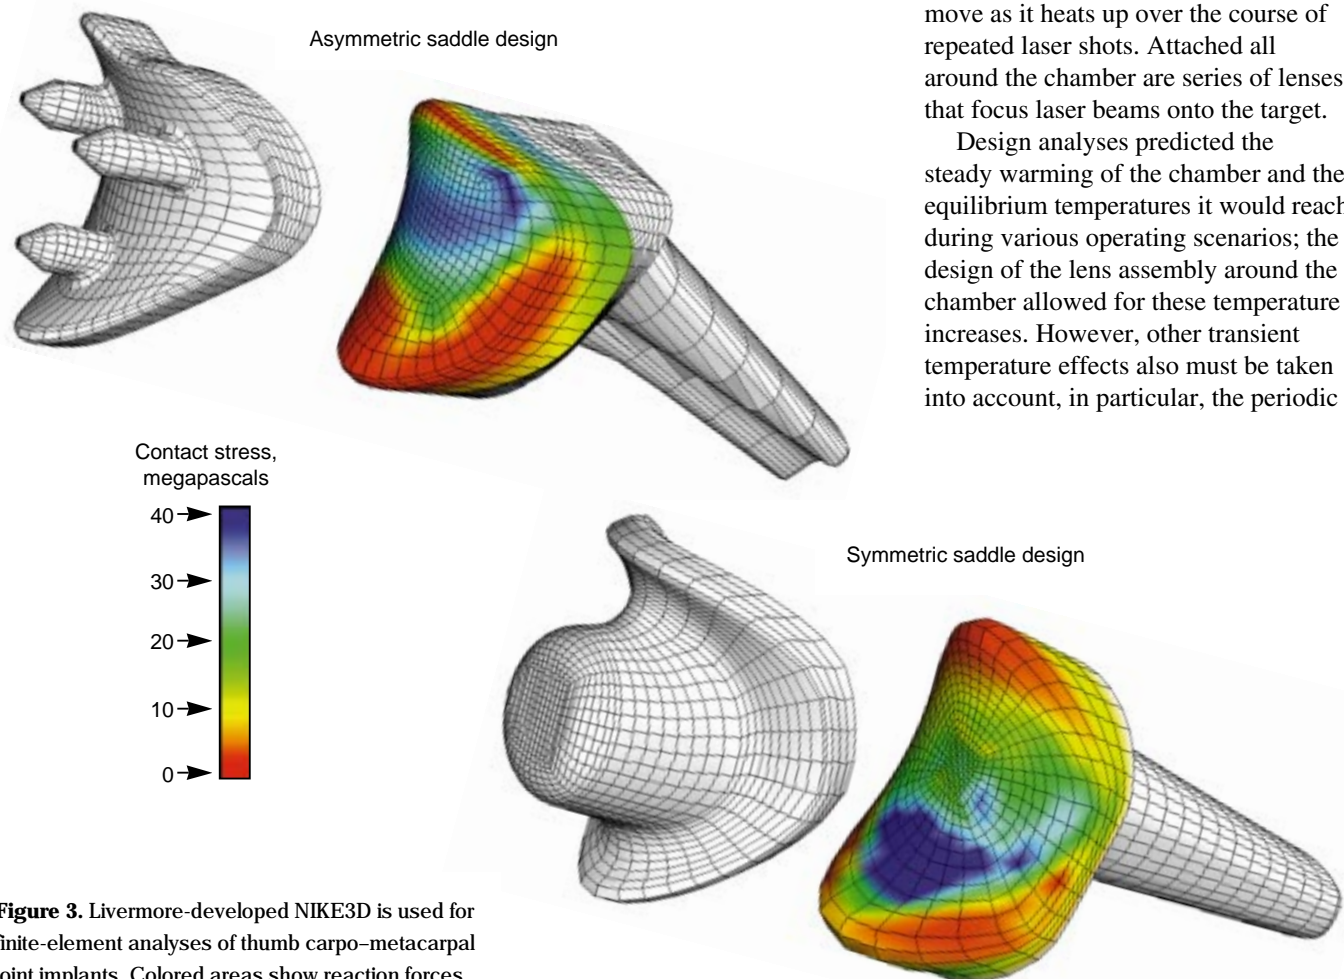 Asymmetric saddle design
move as it heats up over the course of
repeated laser shots. Attached all
around the chamber are series of lenses
that focus laser beams onto the target.
Design analyses predicted the
steady warming of the chamber and the
equilibrium temperatures it would reach
during various operating scenarios; the
design of the lens assembly around the
chamber allowed for these temperature
increases. However, other transient
temperature effects also must be taken
into account, in particular, the periodic
Contact stress,
megapascals
40
30
20
10
0
Symmetric saddle design
Figure 3. Livermore-developed NIKE3D is used for
finite-element analyses of thumb carpo–metacarpal
joint implants. Colored areas show reaction forces